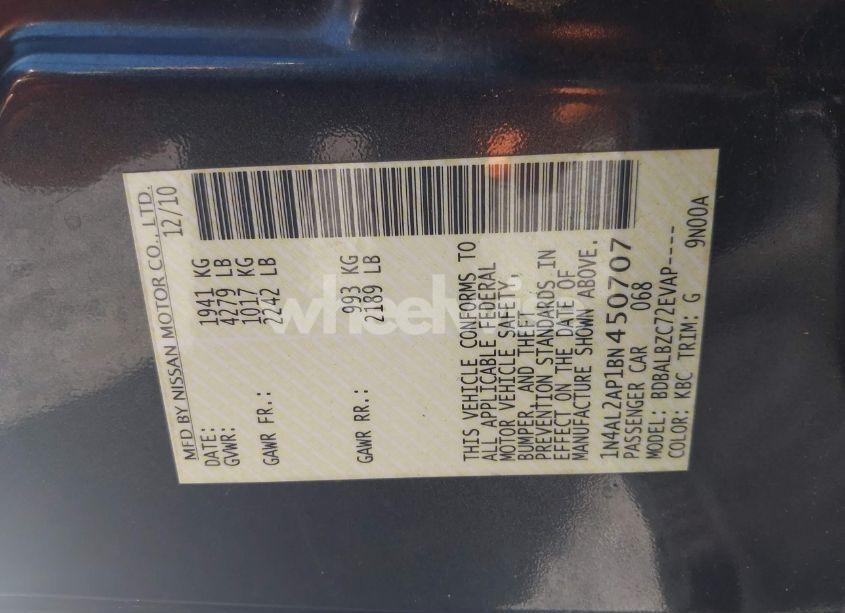 MFD BY NISSAN MOTOR CO., LTD.
DATE: 12/10
GVWR: 1941 KG
4279 LB
GAWR FR.: 1017 KG
2242 LB
GAWR RR.: 993 KG
2189 LB
THIS VEHICLE CONFORMS TO
ALL APPLICABLE FEDERAL
MOTOR VEHICLE SAFETY,
BUMPER, AND THEFT
PREVENTION STANDARDS IN
EFFECT ON THE DATE OF
MANUFACTURE SHOWN ABOVE.
1N4AL2AP1BN450707
PASSENGER CAR 068
MODEL: BDBALBZC72EVAP-----
COLOR: KBC TRIM: G 9N00A